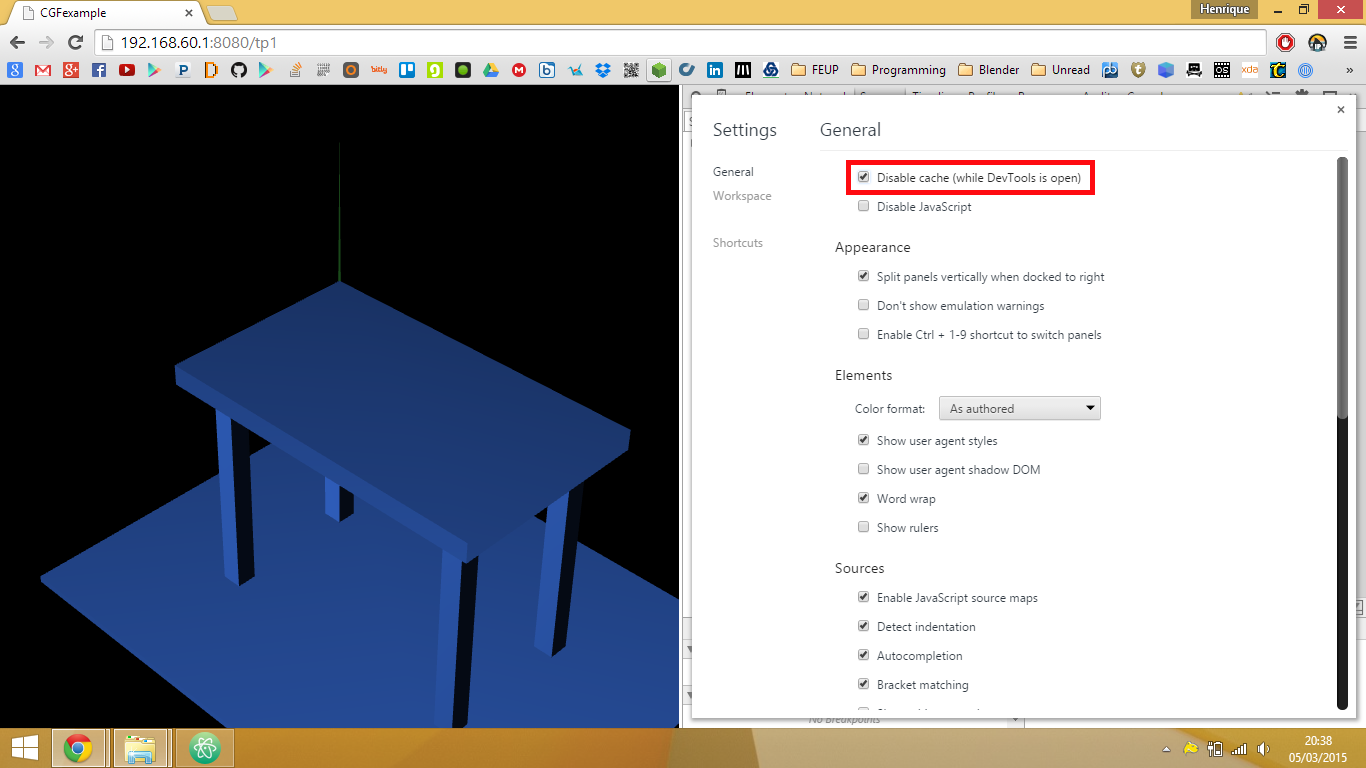 CGFexample
Henrique
192.168.60.1:8080/tp1
bitly
FEUP
Programming
Blender
Unread
xda
Settings
General
General
Workspace
Shortcuts
Disable cache (while DevTools is open)
Disable JavaScript
Appearance
Split panels vertically when docked to right
Don't show emulation warnings
Enable Ctrl + 1-9 shortcut to switch panels
Elements
Color format:
As authored
Show user agent styles
Show user agent shadow DOM
Word wrap
Show rulers
Sources
Enable JavaScript source maps
Detect indentation
Autocompletion
Bracket matching
No Breakpoints
20:38
05/03/2015